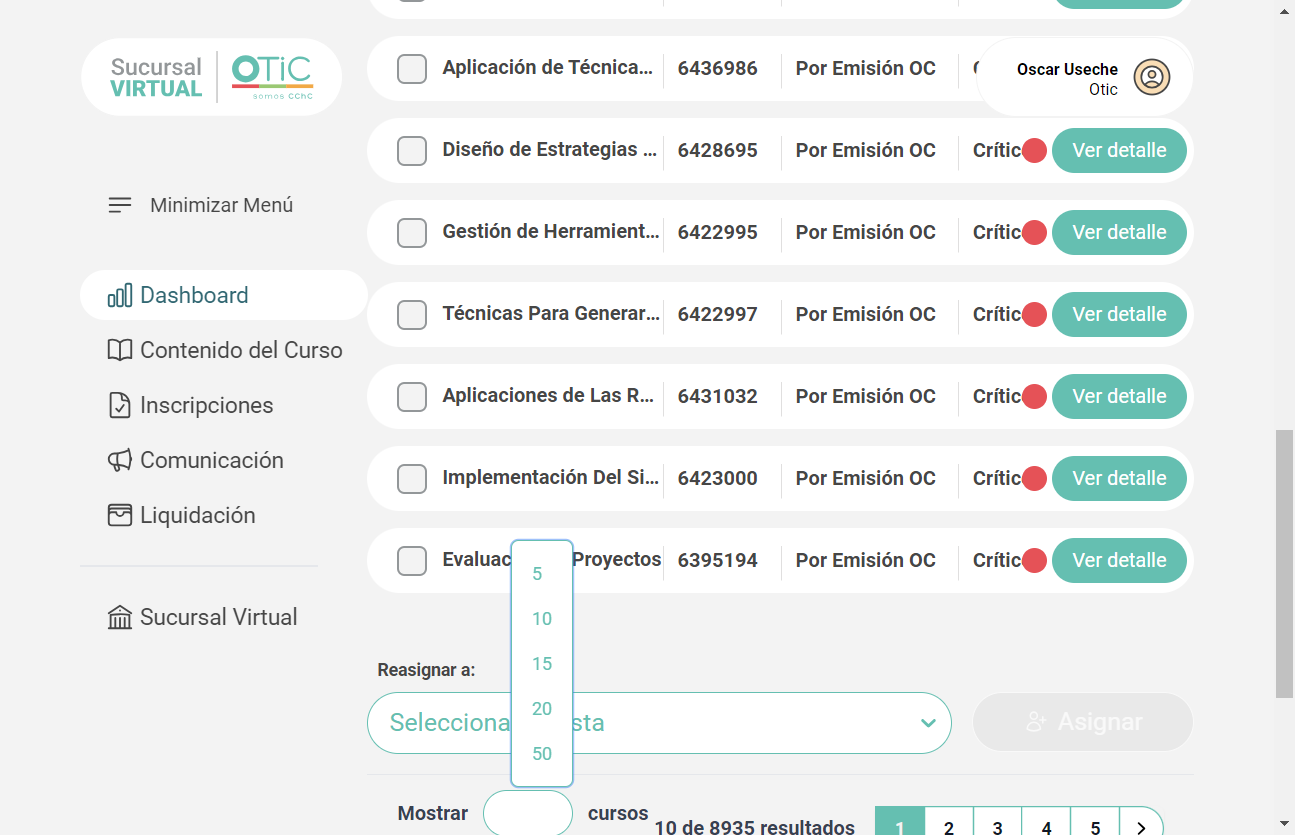 Sucursal
VIRTUAL
OTiC
somos CChC
Minimizar Menú
Dashboard
Contenido del Curso
Inscripciones
Comunicación
Liquidación
Sucursal Virtual
Oscar Useche
Otic
Aplicación de Técnica... 6436986 Por Emisión OC
Diseño de Estrategias ... 6428695 Por Emisión OC Crític Ver detalle
Gestión de Herramient... 6422995 Por Emisión OC Crític Ver detalle
Técnicas Para Generar... 6422997 Por Emisión OC Crític Ver detalle
Aplicaciones de Las R... 6431032 Por Emisión OC Crític Ver detalle
Implementación Del Si... 6423000 Por Emisión OC Crític Ver detalle
Evaluac Proyectos 6395194 Por Emisión OC Crític Ver detalle
5
10
15
20
50
Reasignar a:
Selecciona sta
Asignar
Mostrar cursos
10 de 8935 resultados
1 2 3 4 5